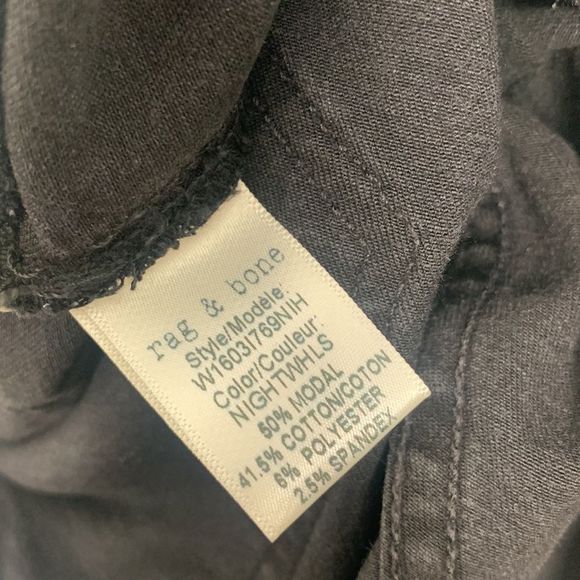 rag & bone
Style/Modèle:
W1603I769NIH
Color/Couleur:
NIGHTWHLS
50% MODAL
41.5% COTTON/COTON
6% POLYESTER
2.5% SPANDEX